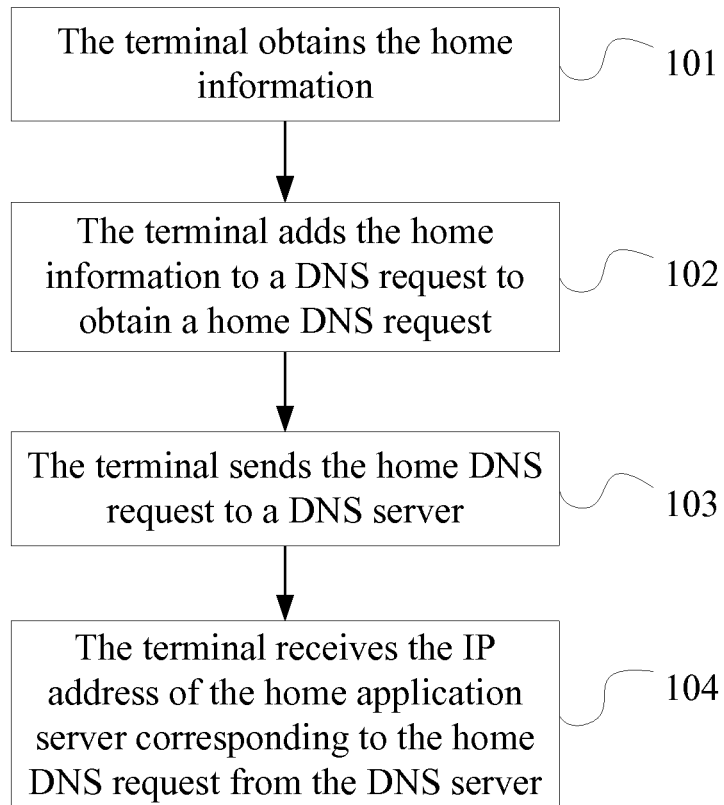 The terminal obtains the home
information
101
The terminal adds the home
information to a DNS request to
obtain a home DNS request
102
The terminal sends the home DNS
request to a DNS server
103
The terminal receives the IP
address of the home application
server corresponding to the home
DNS request from the DNS server
104